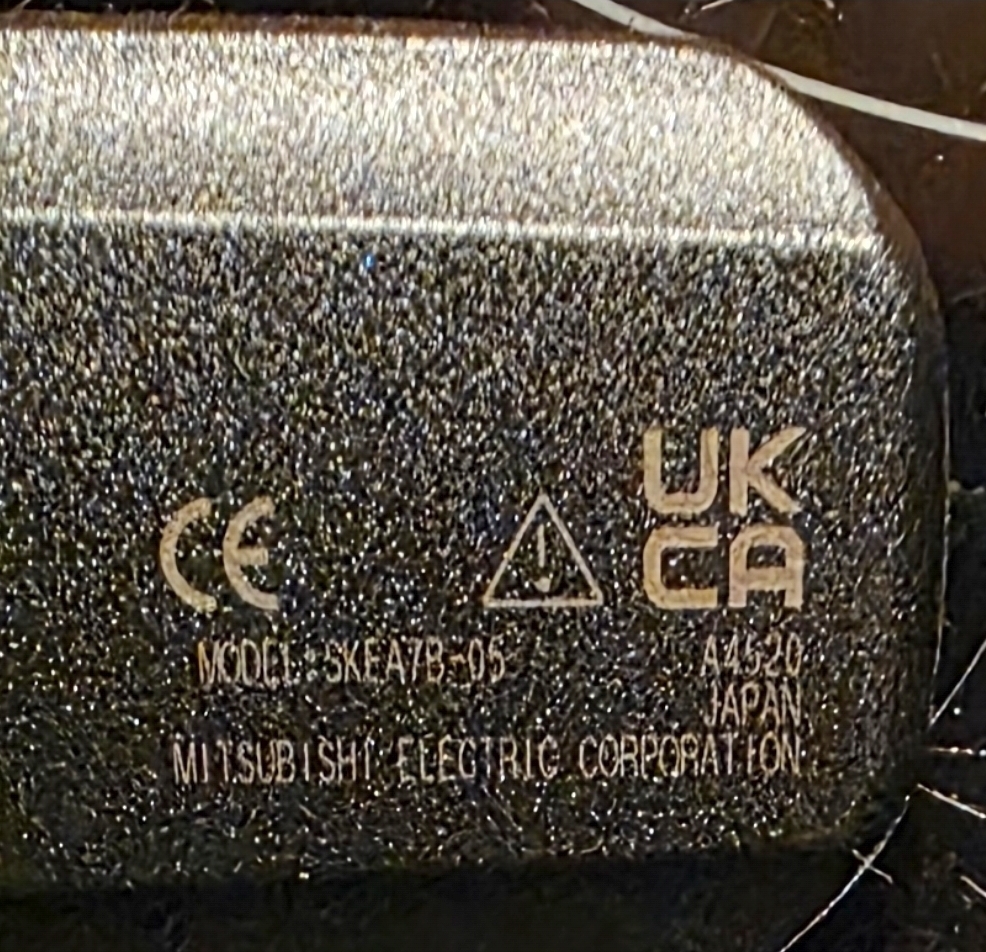 UK
CA
CE
MODEL:SKEA7B-05 A4520
JAPAN
MITSUBISHI ELECTRIC CORPORATION